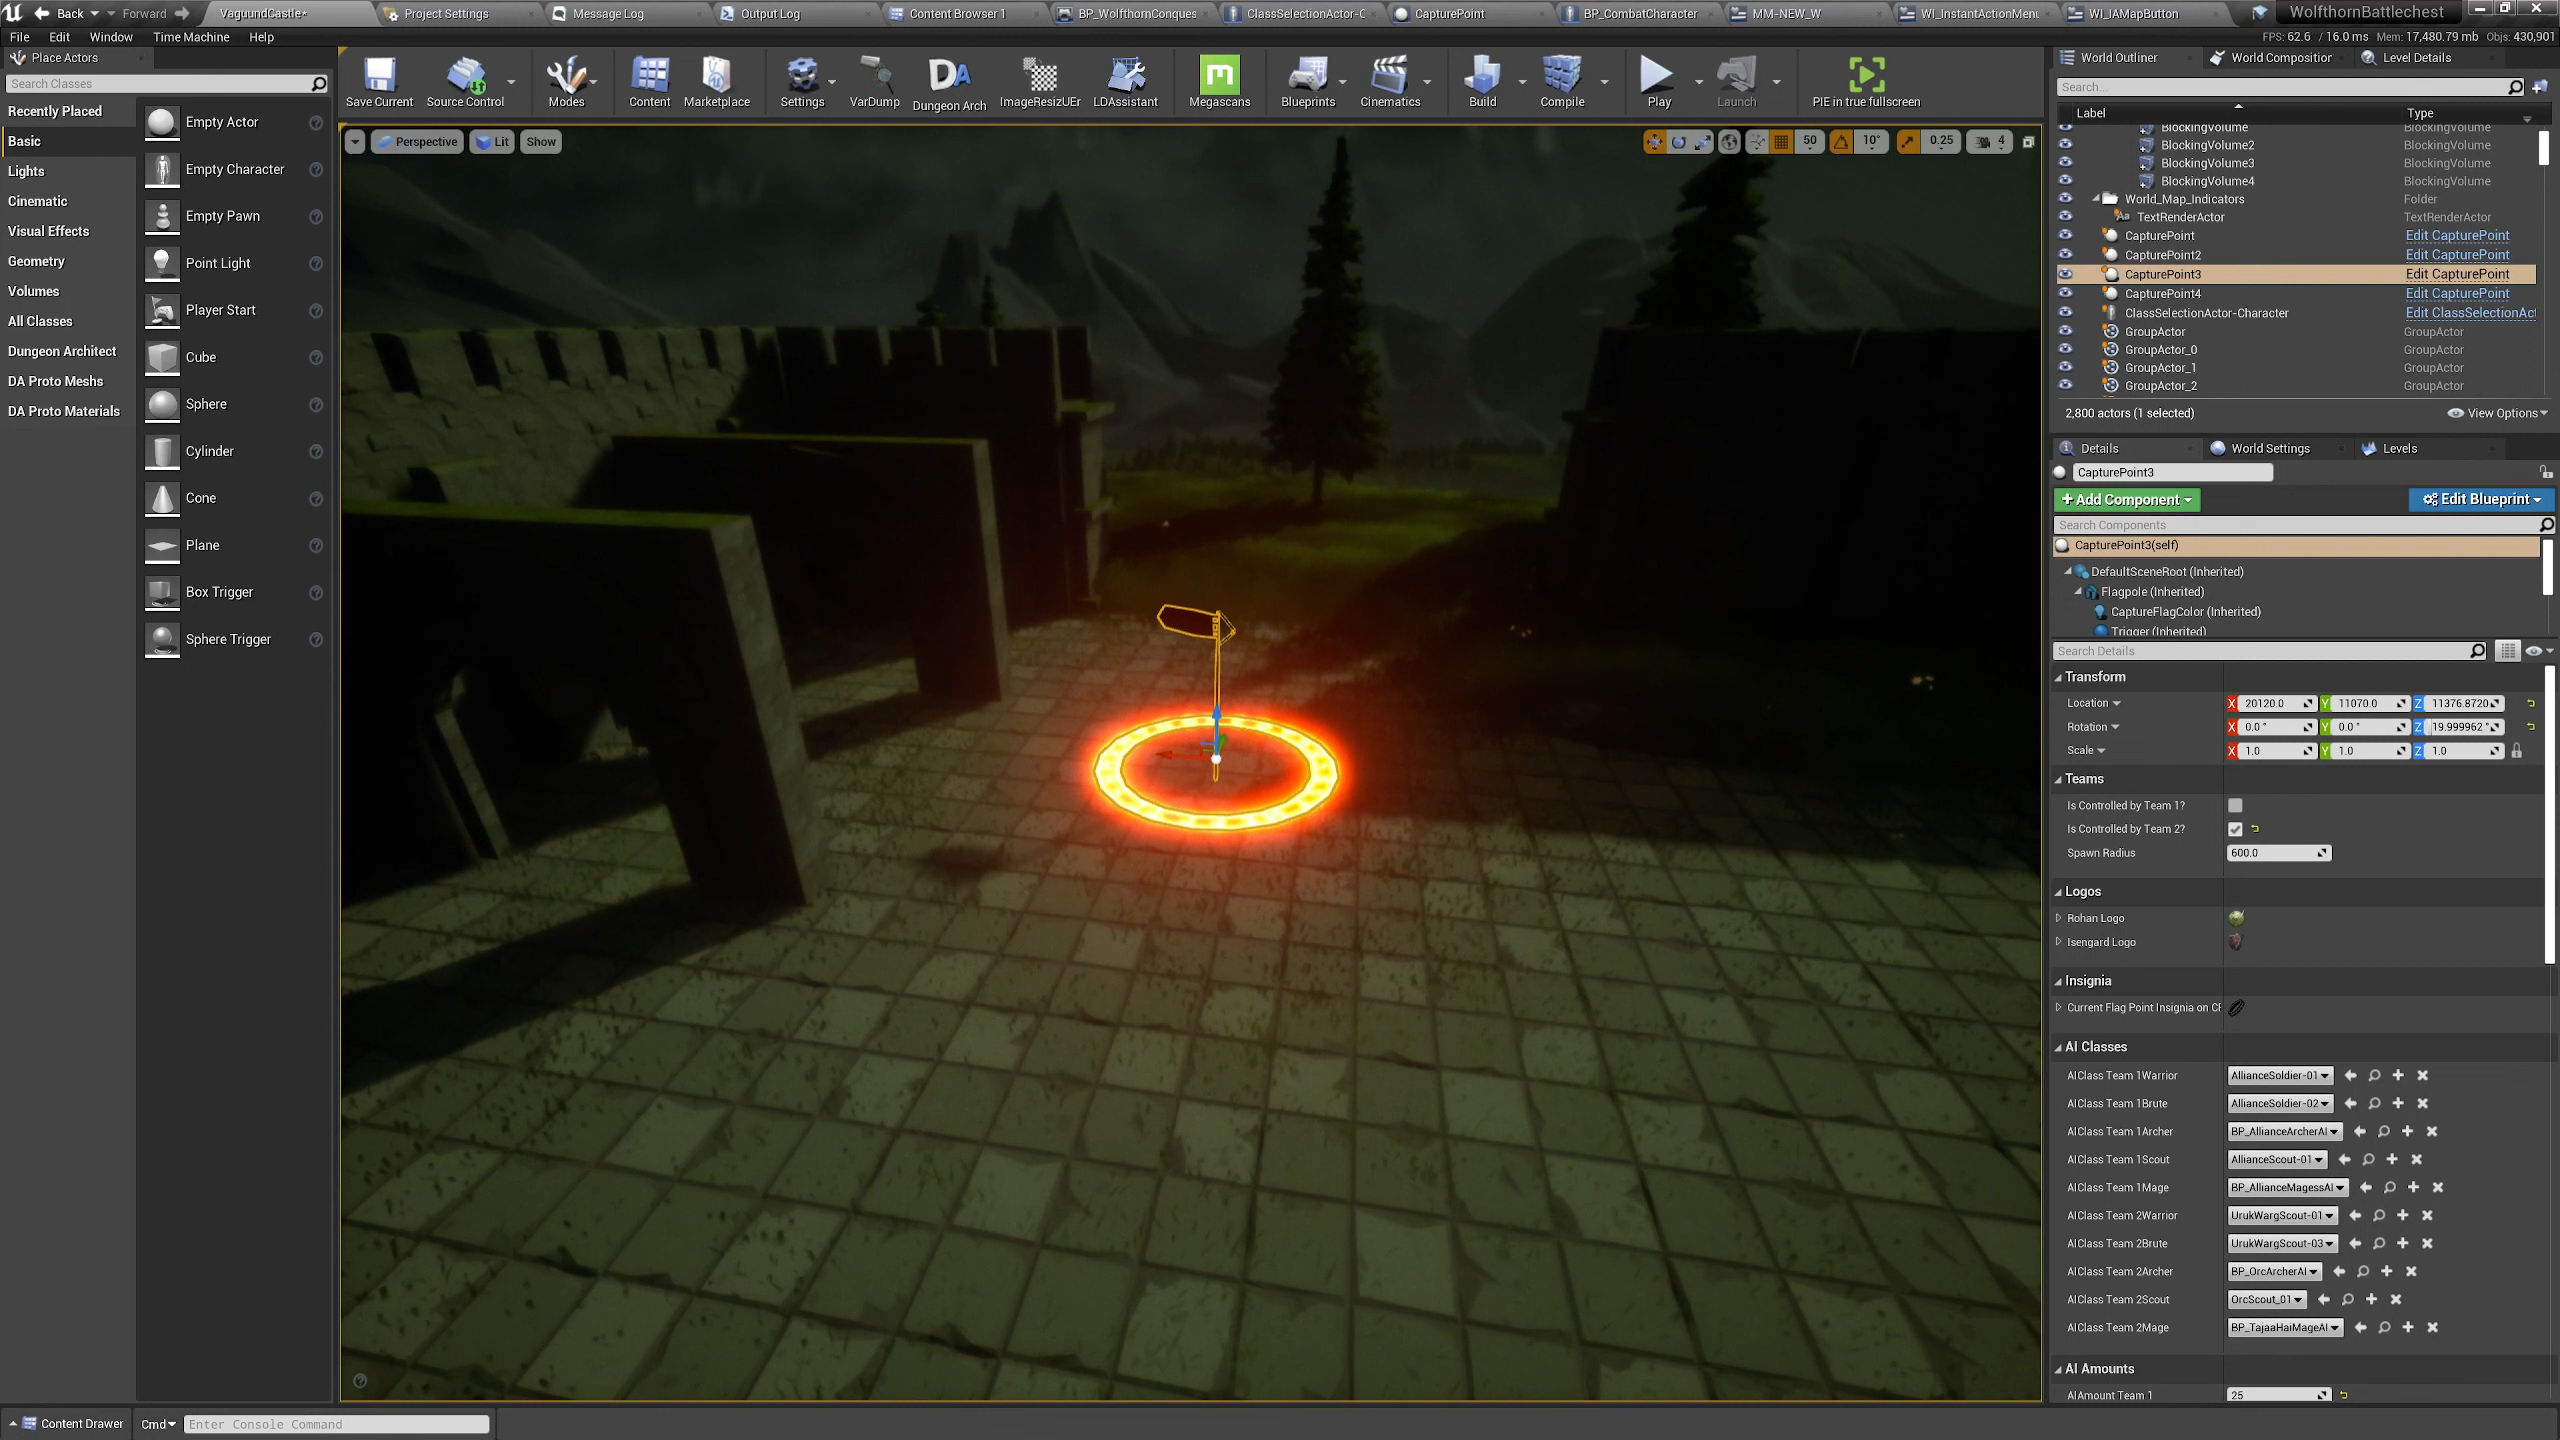 Back
Forward
VaguundCastle*
Project Settings
Message Log
Output Log
Content Browser 1
BP_WolfthornConques
ClassSelectionActor-C
CapturePoint
BP_CombatCharacter
MM-NEW_W
WI_InstantActionMenu
WI_IAMapButton
WolfthornBattlechest
File
Edit
Window
Time Machine
Help
FPS: 62.6 / 16.0 ms Mem: 17,480.79 mb Objs: 430,901
Place Actors
Search Classes
Recently Placed
Basic
Lights
Cinematic
Visual Effects
Geometry
Volumes
All Classes
Dungeon Architect
DA Proto Meshs
DA Proto Materials
Empty Actor
Empty Character
Empty Pawn
Point Light
Player Start
Cube
Sphere
Cylinder
Cone
Plane
Box Trigger
Sphere Trigger
Save Current
Source Control
Modes
Content
Marketplace
Settings
VarDump
DA
Dungeon Arch
ImageResizUEr
LDAssistant
Megascans
Blueprints
Cinematics
Build
Compile
Play
Launch
PIE in true fullscreen
Perspective
Lit
Show
50
10°
0.25
4
World Outliner
World Composition
Level Details
Search...
Label
Type
BlockingVolume BlockingVolume
BlockingVolume2 BlockingVolume
BlockingVolume3 BlockingVolume
BlockingVolume4 BlockingVolume
World_Map_Indicators Folder
TextRenderActor TextRenderActor
CapturePoint Edit CapturePoint
CapturePoint2 Edit CapturePoint
CapturePoint3 Edit CapturePoint
CapturePoint4 Edit CapturePoint
ClassSelectionActor-Character Edit ClassSelectionAct
GroupActor GroupActor
GroupActor_0 GroupActor
GroupActor_1 GroupActor
GroupActor_2 GroupActor
2,800 actors (1 selected)
View Options
Details
World Settings
Levels
CapturePoint3
+Add Component
Edit Blueprint
Search Components
CapturePoint3(self)
DefaultSceneRoot (Inherited)
Flagpole (Inherited)
CaptureFlagColor (Inherited)
Trigger (Inherited)
Search Details
Transform
Location X 20120.0 Y 11070.0 Z 11376.8720
Rotation X 0.0 ° Y 0.0 ° Z 19.999962 °
Scale X 1.0 Y 1.0 Z 1.0
Teams
Is Controlled by Team 1?
Is Controlled by Team 2?
Spawn Radius 600.0
Logos
Rohan Logo
Isengard Logo
Insignia
Current Flag Point Insignia on CF
AI Classes
AIClass Team 1Warrior AllianceSoldier-01
AIClass Team 1Brute AllianceSoldier-02
AIClass Team 1Archer BP_AllianceArcherAI
AIClass Team 1Scout AllianceScout-01
AIClass Team 1Mage BP_AllianceMagessAI
AIClass Team 2Warrior UrukWargScout-01
AIClass Team 2Brute UrukWargScout-03
AIClass Team 2Archer BP_OrcArcherAI
AIClass Team 2Scout OrcScout_01
AIClass Team 2Mage BP_TajaaHaiMageAI
AI Amounts
AIAmount Team 1 25
Content Drawer
Cmd
Enter Console Command